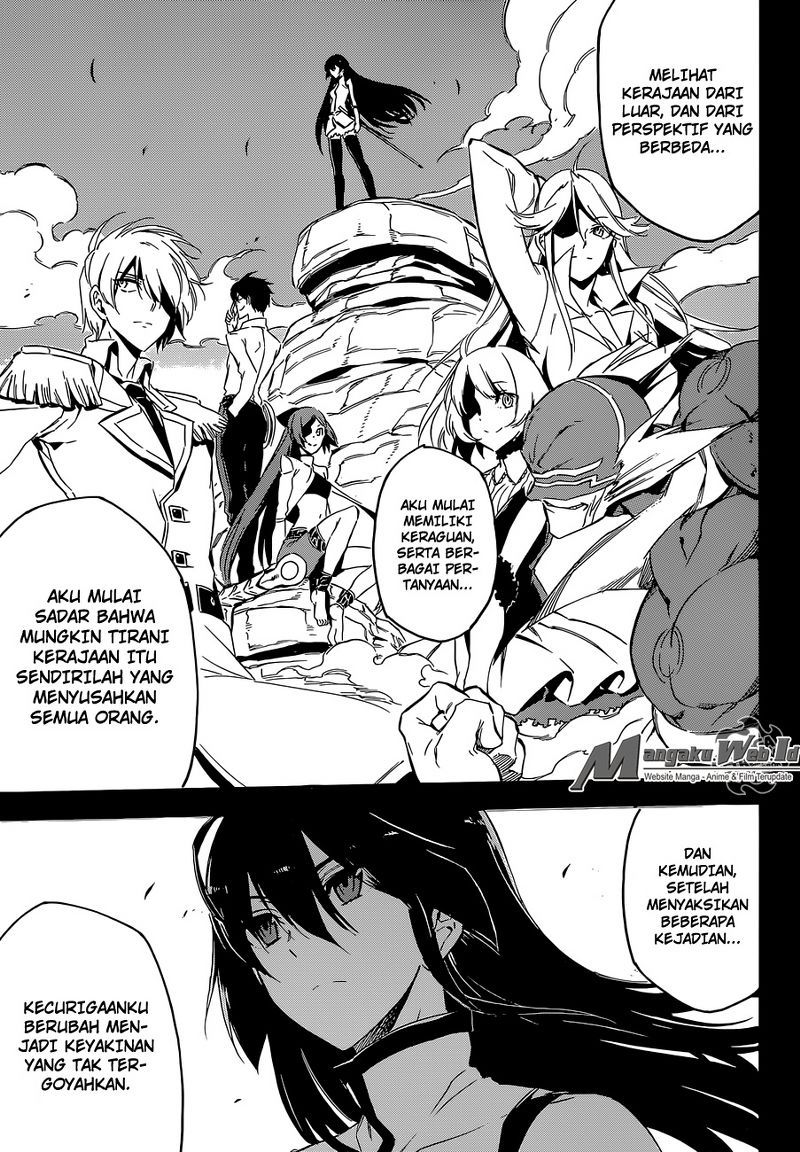 MELIHAT
KERAJAAN DARI
LUAR, DAN DARI
PERSPEKTIF YANG
BERBEDA...
AKU MULAI
MEMILIKI
KERAGUAN,
SERTA BER-
BAGAI PER-
TANYAAN...
AKU MULAI
SADAR BAHWA
MUNGKIN TIRANI
KERAJAAN ITU
SENDIRILAH YANG
MENYUSAHKAN
SEMUA ORANG.
Mangaku.Web.Id
Website Manga - Anime & Film Terupdate
DAN
KEMUDIAN,
SETELAH
MENYAKSIKAN
BEBERAPA
KEJADIAN...
KECURIGAANKU
BERUBAH MEN-
JADI KEYAKINAN
YANG TAK TER-
GOYAHKAN.